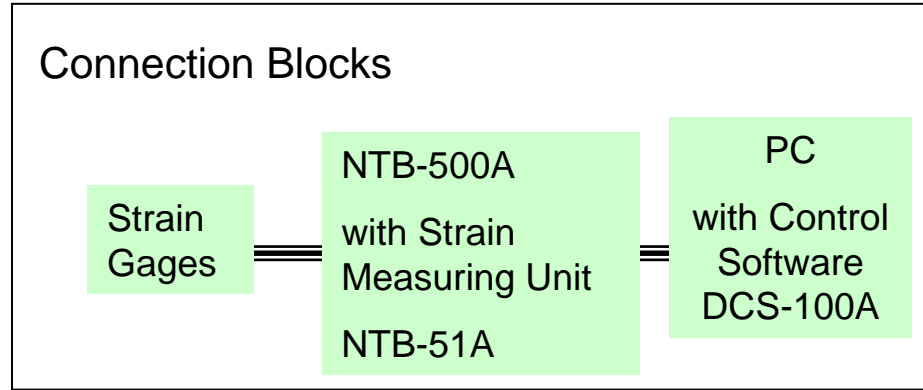 Connection Blocks
Strain
Gages
NTB-500A
with Strain
Measuring Unit
NTB-51A
PC
with Control
Software
DCS-100A